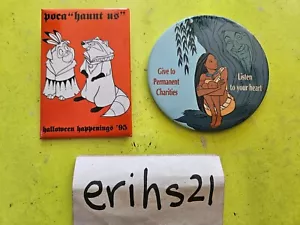 poca"haunt us"
halloween happenings '95
Give to
Permanent
Charities
Listen
to your heart
erihs21